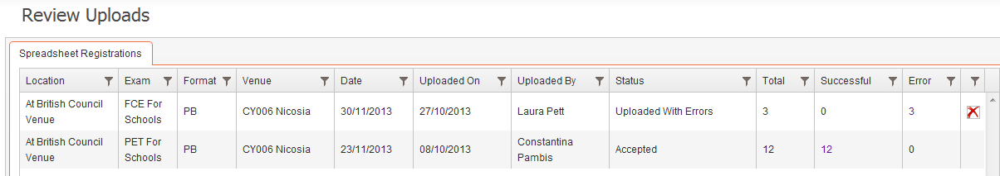 Review Uploads
Spreadsheet Registrations
Location Exam Format Venue Date Uploaded On Uploaded By Status Total Successful Error
At British Council Venue FCE For Schools PB CY006 Nicosia 30/11/2013 27/10/2013 Laura Pett Uploaded With Errors 3 0 3
At British Council Venue PET For Schools PB CY006 Nicosia 23/11/2013 08/10/2013 Constantina Pambis Accepted 12 12 0